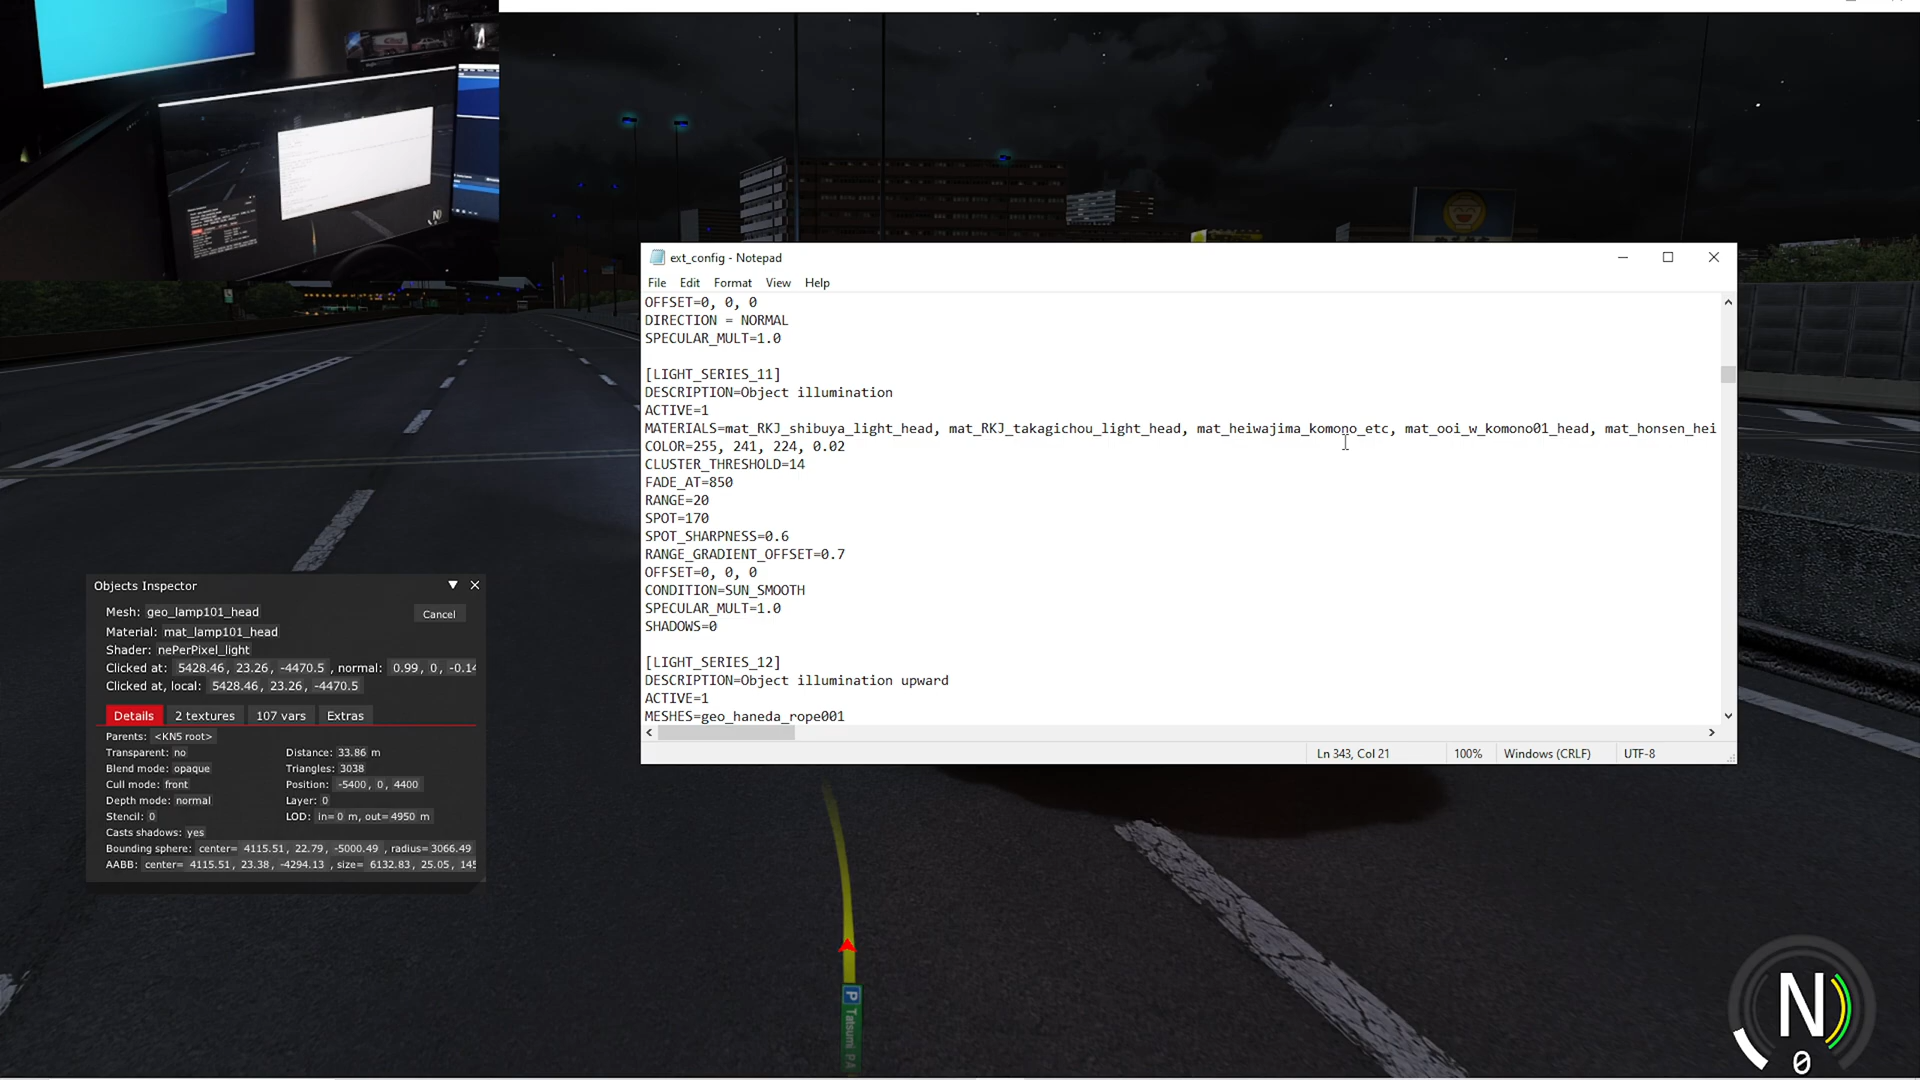 ext_config - Notepad
File Edit Format View Help
OFFSET=0, 0, 0
DIRECTION = NORMAL
SPECULAR_MULT=1.0
[LIGHT_SERIES_11]
DESCRIPTION=Object illumination
ACTIVE=1
MATERIALS=mat_RKJ_shibuya_light_head, mat_RKJ_takagichou_light_head, mat_heiwajima_komono_etc, mat_ooi_w_komono01_head, mat_honsen_hei
COLOR=255, 241, 224, 0.02
CLUSTER_THRESHOLD=14
FADE_AT=850
RANGE=20
SPOT=170
SPOT_SHARPNESS=0.6
RANGE_GRADIENT_OFFSET=0.7
OFFSET=0, 0, 0
CONDITION=SUN_SMOOTH
SPECULAR_MULT=1.0
SHADOWS=0
[LIGHT_SERIES_12]
DESCRIPTION=Object illumination upward
ACTIVE=1
MESHES=geo_haneda_rope001
Ln 343, Col 21 100% Windows (CRLF) UTF-8
Objects Inspector
Mesh: geo_lamp101_head Cancel
Material: mat_lamp101_head
Shader: nePerPixel_light
Clicked at: 5428.46, 23.26, -4470.5 , normal: 0.99, 0, -0.14
Clicked at, local: 5428.46, 23.26, -4470.5
Details 2 textures 107 vars Extras
Parents: <KN5 root>
Transparent: no Distance: 33.86 m
Blend mode: opaque Triangles: 3038
Cull mode: front Position: -5400, 0, 4400
Depth mode: normal Layer: 0
Stencil: 0 LOD: in= 0 m, out= 4950 m
Casts shadows: yes
Bounding sphere: center= 4115.51, 22.79, -5000.49 , radius= 3066.49
AABB: center= 4115.51, 23.38, -4294.13 , size= 6132.83, 25.05, 145
P Tatsumi PA
N
0